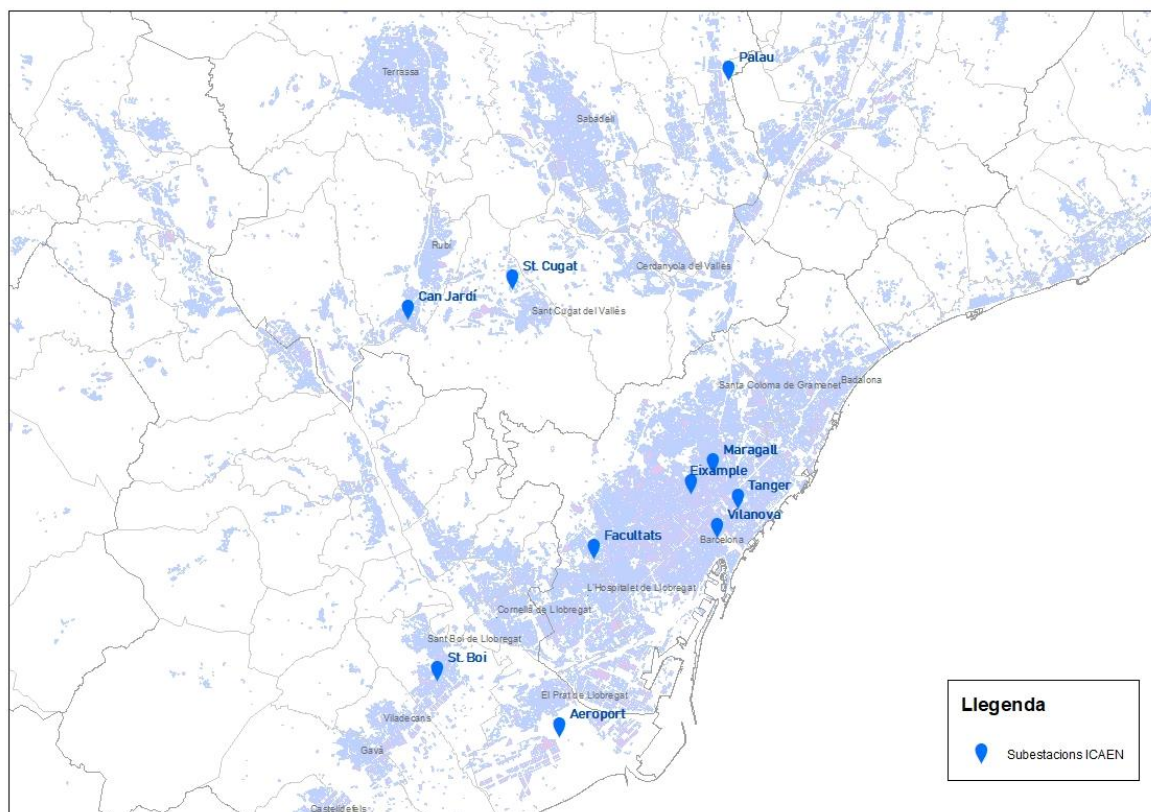 Palau
Terrassa
Sabadell
Rubí
St. Cugat
Cerdanyola del Vallès
Can Jardí
Sant Cugat del Vallès
Santa Coloma de Gramenet
Badalona
Maragall
Eixample
Tanger
Vilanova
Facultats
Barcelona
L'Hospitalet de Llobregat
Cornellà de Llobregat
Sant Boi de Llobregat
St. Boi
El Prat de Llobregat
Viladecans
Aeroport
Gavà
Castelldefels
Llegenda
Subestacions ICAEN